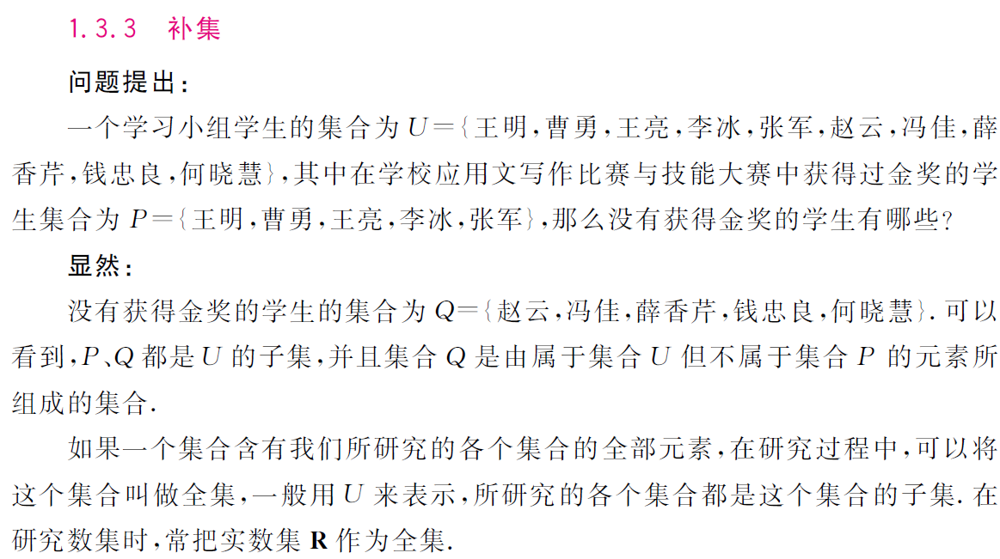 1.3.3 补集
问题提出:
一个学习小组学生的集合为 U={王明,曹勇,王亮,李冰,张军,赵云,冯佳,薛
香芹,钱忠良,何晓慧},其中在学校应用文写作比赛与技能大赛中获得过金奖的学
生集合为 P={王明,曹勇,王亮,李冰,张军},那么没有获得金奖的学生有哪些?
显然:
没有获得金奖的学生的集合为 Q={赵云,冯佳,薛香芹,钱忠良,何晓慧}.可以
看到,P、Q 都是 U 的子集,并且集合 Q 是由属于集合 U 但不属于集合 P 的元素所
组成的集合.
如果一个集合含有我们所研究的各个集合的全部元素,在研究过程中,可以将
这个集合叫做全集,一般用 U 来表示,所研究的各个集合都是这个集合的子集.在
研究数集时,常把实数集 R 作为全集.